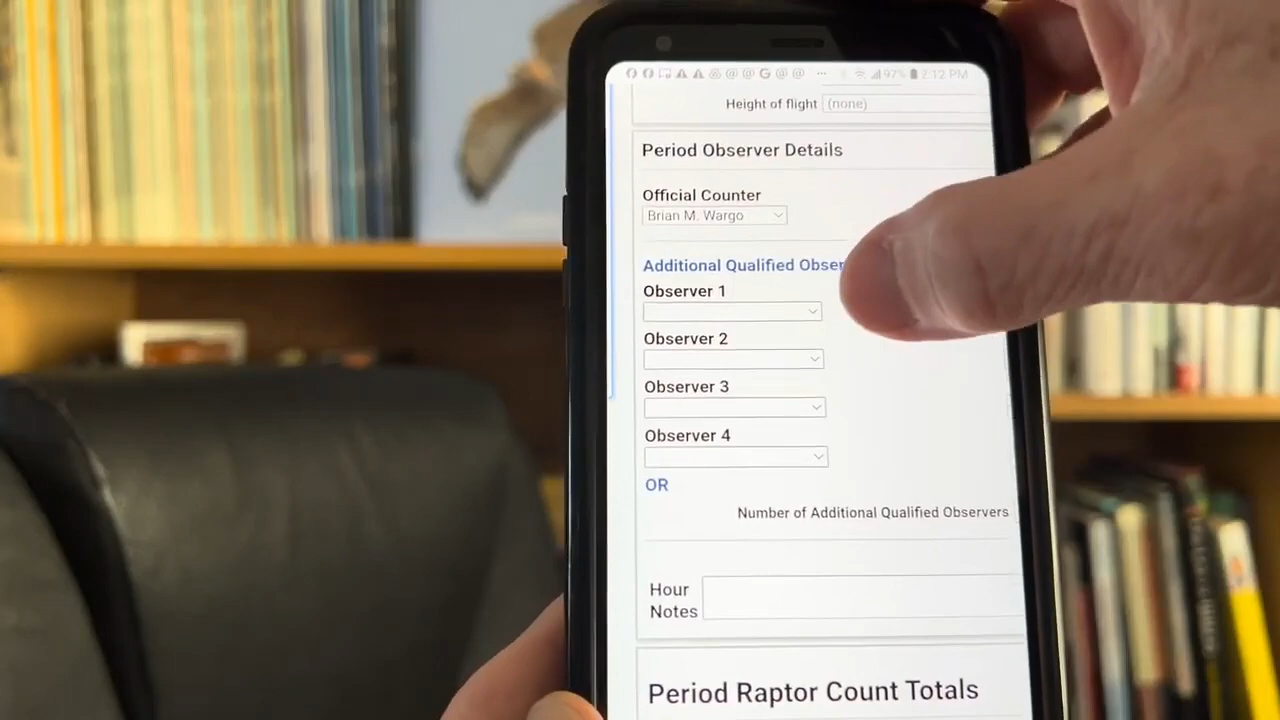 97% 2:12 PM
Height of flight (none)
Period Observer Details
Official Counter
Brian M. Wargo
Additional Qualified Obser
Observer 1
Observer 2
Observer 3
Observer 4
OR
Number of Additional Qualified Observers
Hour
Notes
Period Raptor Count Totals